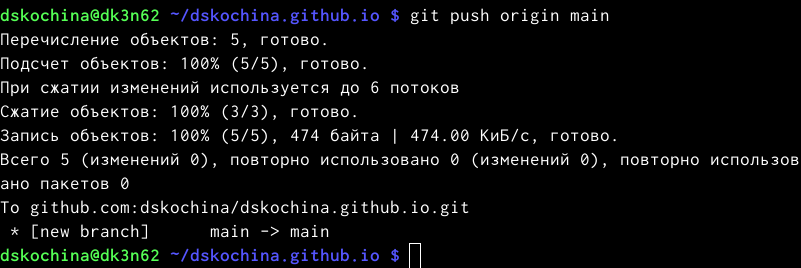 dskochina@dk3n62 ~/dskochina.github.io $ git push origin main
Перечисление объектов: 5, готово.
Подсчет объектов: 100% (5/5), готово.
При сжатии изменений используется до 6 потоков
Сжатие объектов: 100% (3/3), готово.
Запись объектов: 100% (5/5), 474 байта | 474.00 КиБ/с, готово.
Всего 5 (изменений 0), повторно использовано 0 (изменений 0), повторно использов
ано пакетов 0
To github.com:dskochina/dskochina.github.io.git
 * [new branch]      main -> main
dskochina@dk3n62 ~/dskochina.github.io $